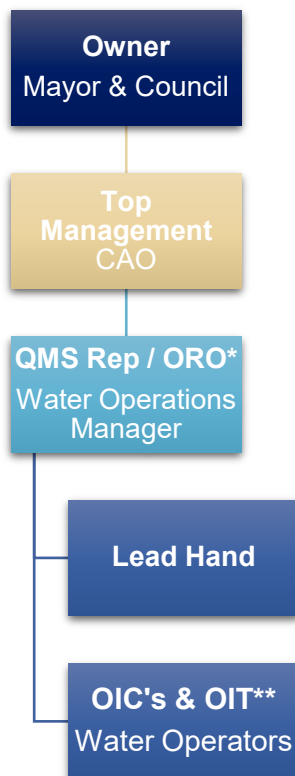 Owner
Mayor & Council
Top
Management
CAO
QMS Rep / ORO*
Water Operations
Manager
Lead Hand
OIC's & OIT**
Water Operators